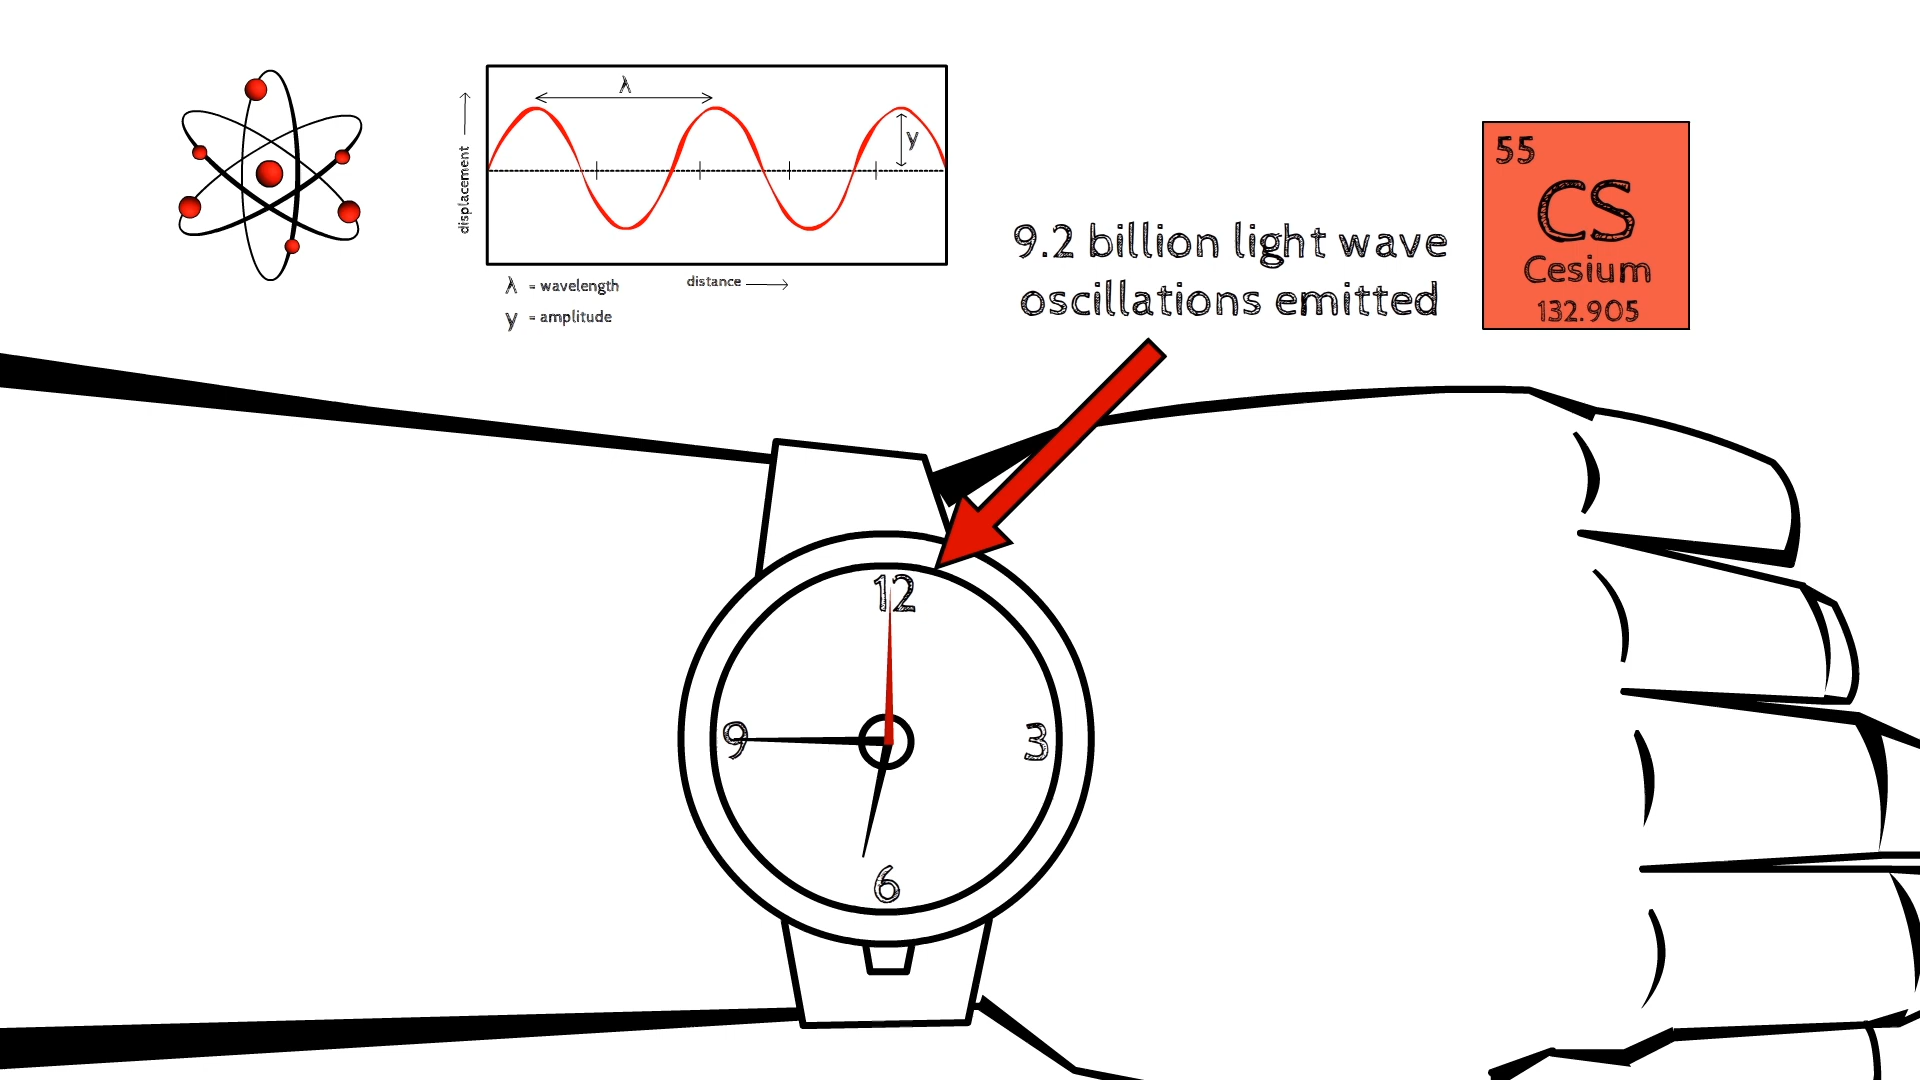 λ
y
displacement
λ = wavelength
distance
y = amplitude
9.2 billion light wave
oscillations emitted
55
CS
Cesium
132.905
12
9
3
6